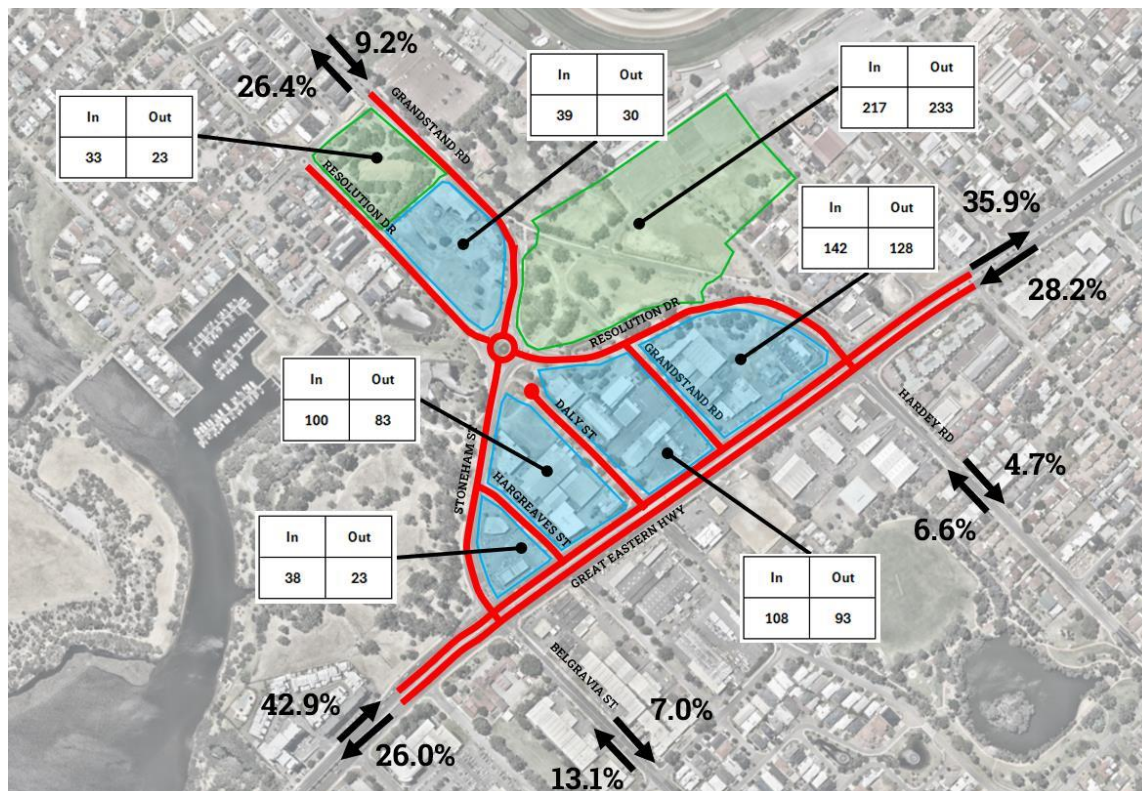 9.2%
26.4%
GRANDSTAND RD
In Out
33 23
RESOLUTION DR
In Out
39 30
In Out
217 233
In Out
142 128
35.9%
28.2%
RESOLUTION DR
GRANDSTAND RD
DALY ST
HARDEY RD
In Out
100 83
STONEHAM ST
HARGREAVES ST
GREAT EASTERN HWY
4.7%
6.6%
In Out
38 23
In Out
108 93
BELGRAVIA ST
42.9%
26.0%
7.0%
13.1%